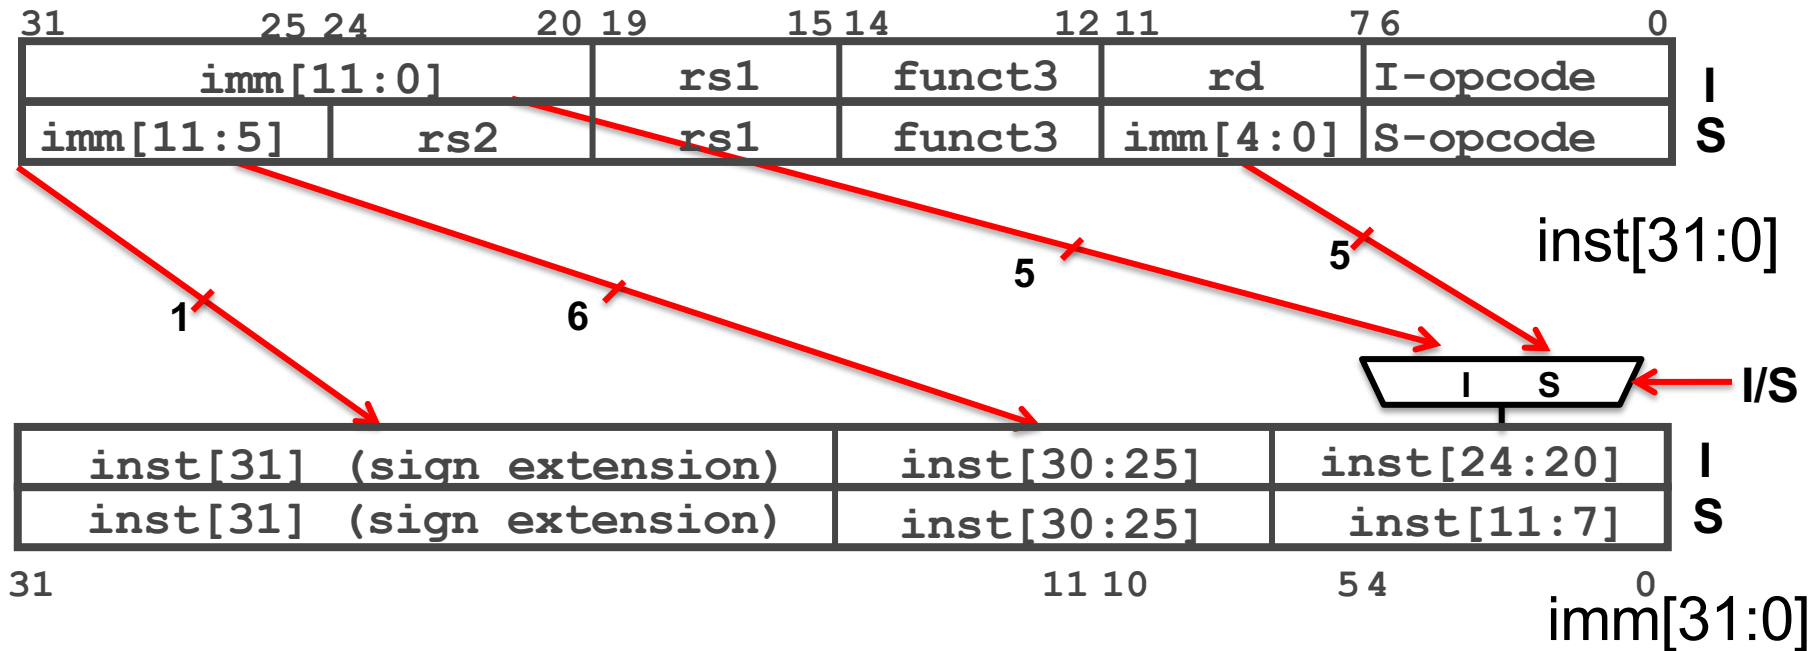 31 25 24 20 19 15 14 12 11 7 6 0
imm[11:0] rs1 funct3 rd I-opcode I
imm[11:5] rs2 rs1 funct3 imm[4:0] S-opcode S
inst[31:0]
1 6 5 5
I S I/S
inst[31] (sign extension) inst[30:25] inst[24:20] I
inst[31] (sign extension) inst[30:25] inst[11:7] S
31 11 10 5 4 0
imm[31:0]